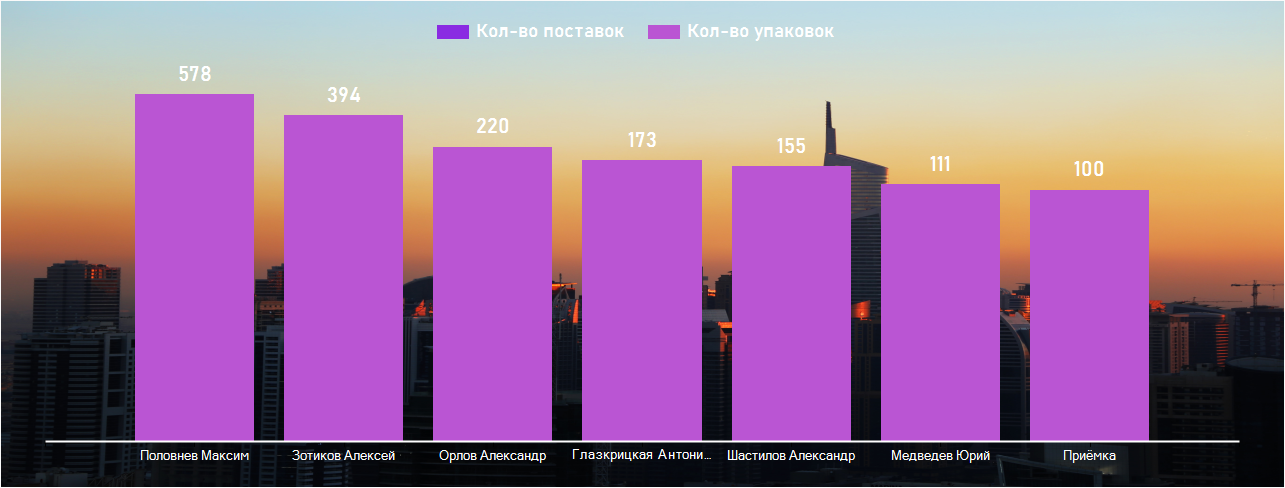 Кол-во поставок Кол-во упаковок
578
394
220
173
155
111
100
Половнев Максим
Зотиков Алексей
Орлов Александр
Глазкрицкая Антони...
Шастилов Александр
Медведев Юрий
Приёмка